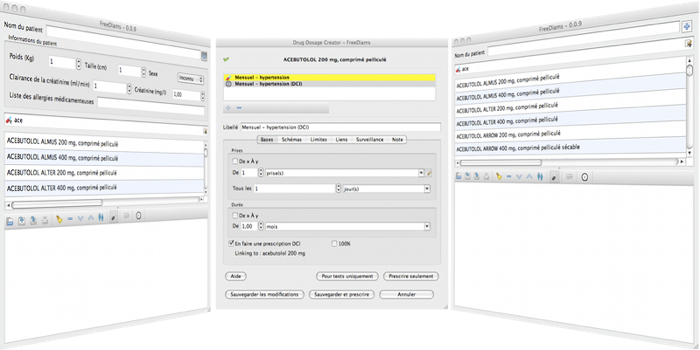 FreeDiams - 0.0.9
Nom du patient
Informations du patient
Poids (Kg) 1 Taille (cm) 1 Sexe Inconnu
Clairance de la créatinine (ml/min) 1 Créatinine (mg/l) 1,00
Liste des allergies médicamenteuses
ace
ACEBUTOLOL ALMUS 200 mg, comprimé pelliculé
ACEBUTOLOL ALMUS 400 mg, comprimé pelliculé
ACEBUTOLOL ALTER 200 mg, comprimé pelliculé
ACEBUTOLOL ALTER 400 mg, comprimé pelliculé
Drug Dosage Creator - FreeDiams
ACEBUTOLOL 200 mg, comprimé pelliculé
Mensuel - hypertension
Mensuel - hypertension (DCI)
Libellé Mensuel - hypertension (DCI)
Bases Schémas Limites Liens Surveillance Note
Prises
De x A y
De 1 prise(s)
Tous les 1 jour(s)
Durée
De x A y
De 1,00 mois
En faire une prescription DCI 100%
Linking to : acebutolol 200 mg
Aide Pour tests uniquement Prescrire seulement
Sauvegarder les modifications Sauvegarder et prescrire Annuler
FreeDiams - 0.0.9
Nom du patient
ace
ACEBUTOLOL ALMUS 200 mg, comprimé pelliculé
ACEBUTOLOL ALMUS 400 mg, comprimé pelliculé
ACEBUTOLOL ALTER 200 mg, comprimé pelliculé
ACEBUTOLOL ALTER 400 mg, comprimé pelliculé
ACEBUTOLOL ARROW 200 mg, comprimé pelliculé
ACEBUTOLOL ARROW 400 mg, comprimé pelliculé sécable